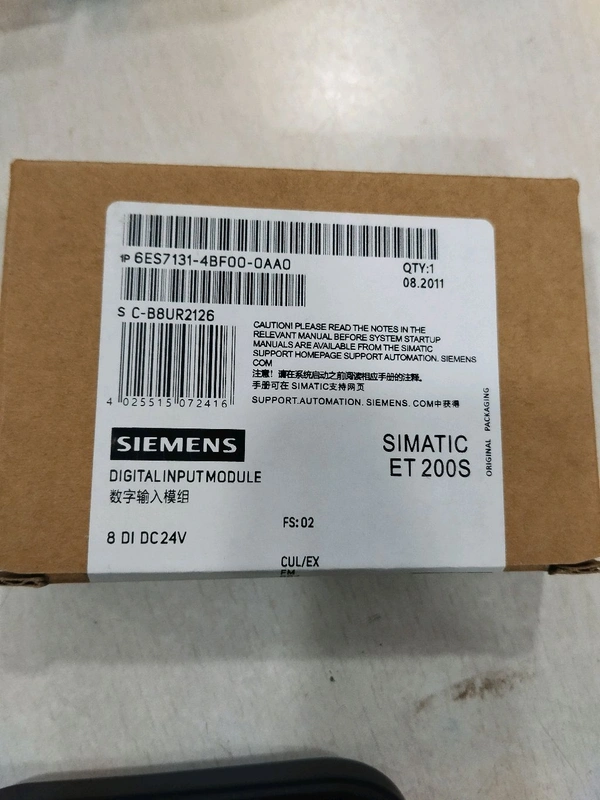 1P 6ES7131-4BF00-0AA0
QTY:1
08.2011
S C-B8UR2126
CAUTION! PLEASE READ THE NOTES IN THE
RELEVANT MANUAL BEFORE SYSTEM STARTUP
MANUALS ARE AVAILABLE FROM THE SIMATIC
SUPPORT HOMEPAGE SUPPORT AUTOMATION. SIEMENS
COM
注意！请在系统启动之前阅读相应手册的注释。
手册可在 SIMATIC支持网页
SUPPORT.AUTOMATION. SIEMENS. COM中获得
4 025515 072416
ORIGINAL PACKAGING
SIEMENS
SIMATIC
ET 200S
DIGITALINPUTMODULE
数字输入模组
FS:02
8 DI DC24V
CUL/EX
FM